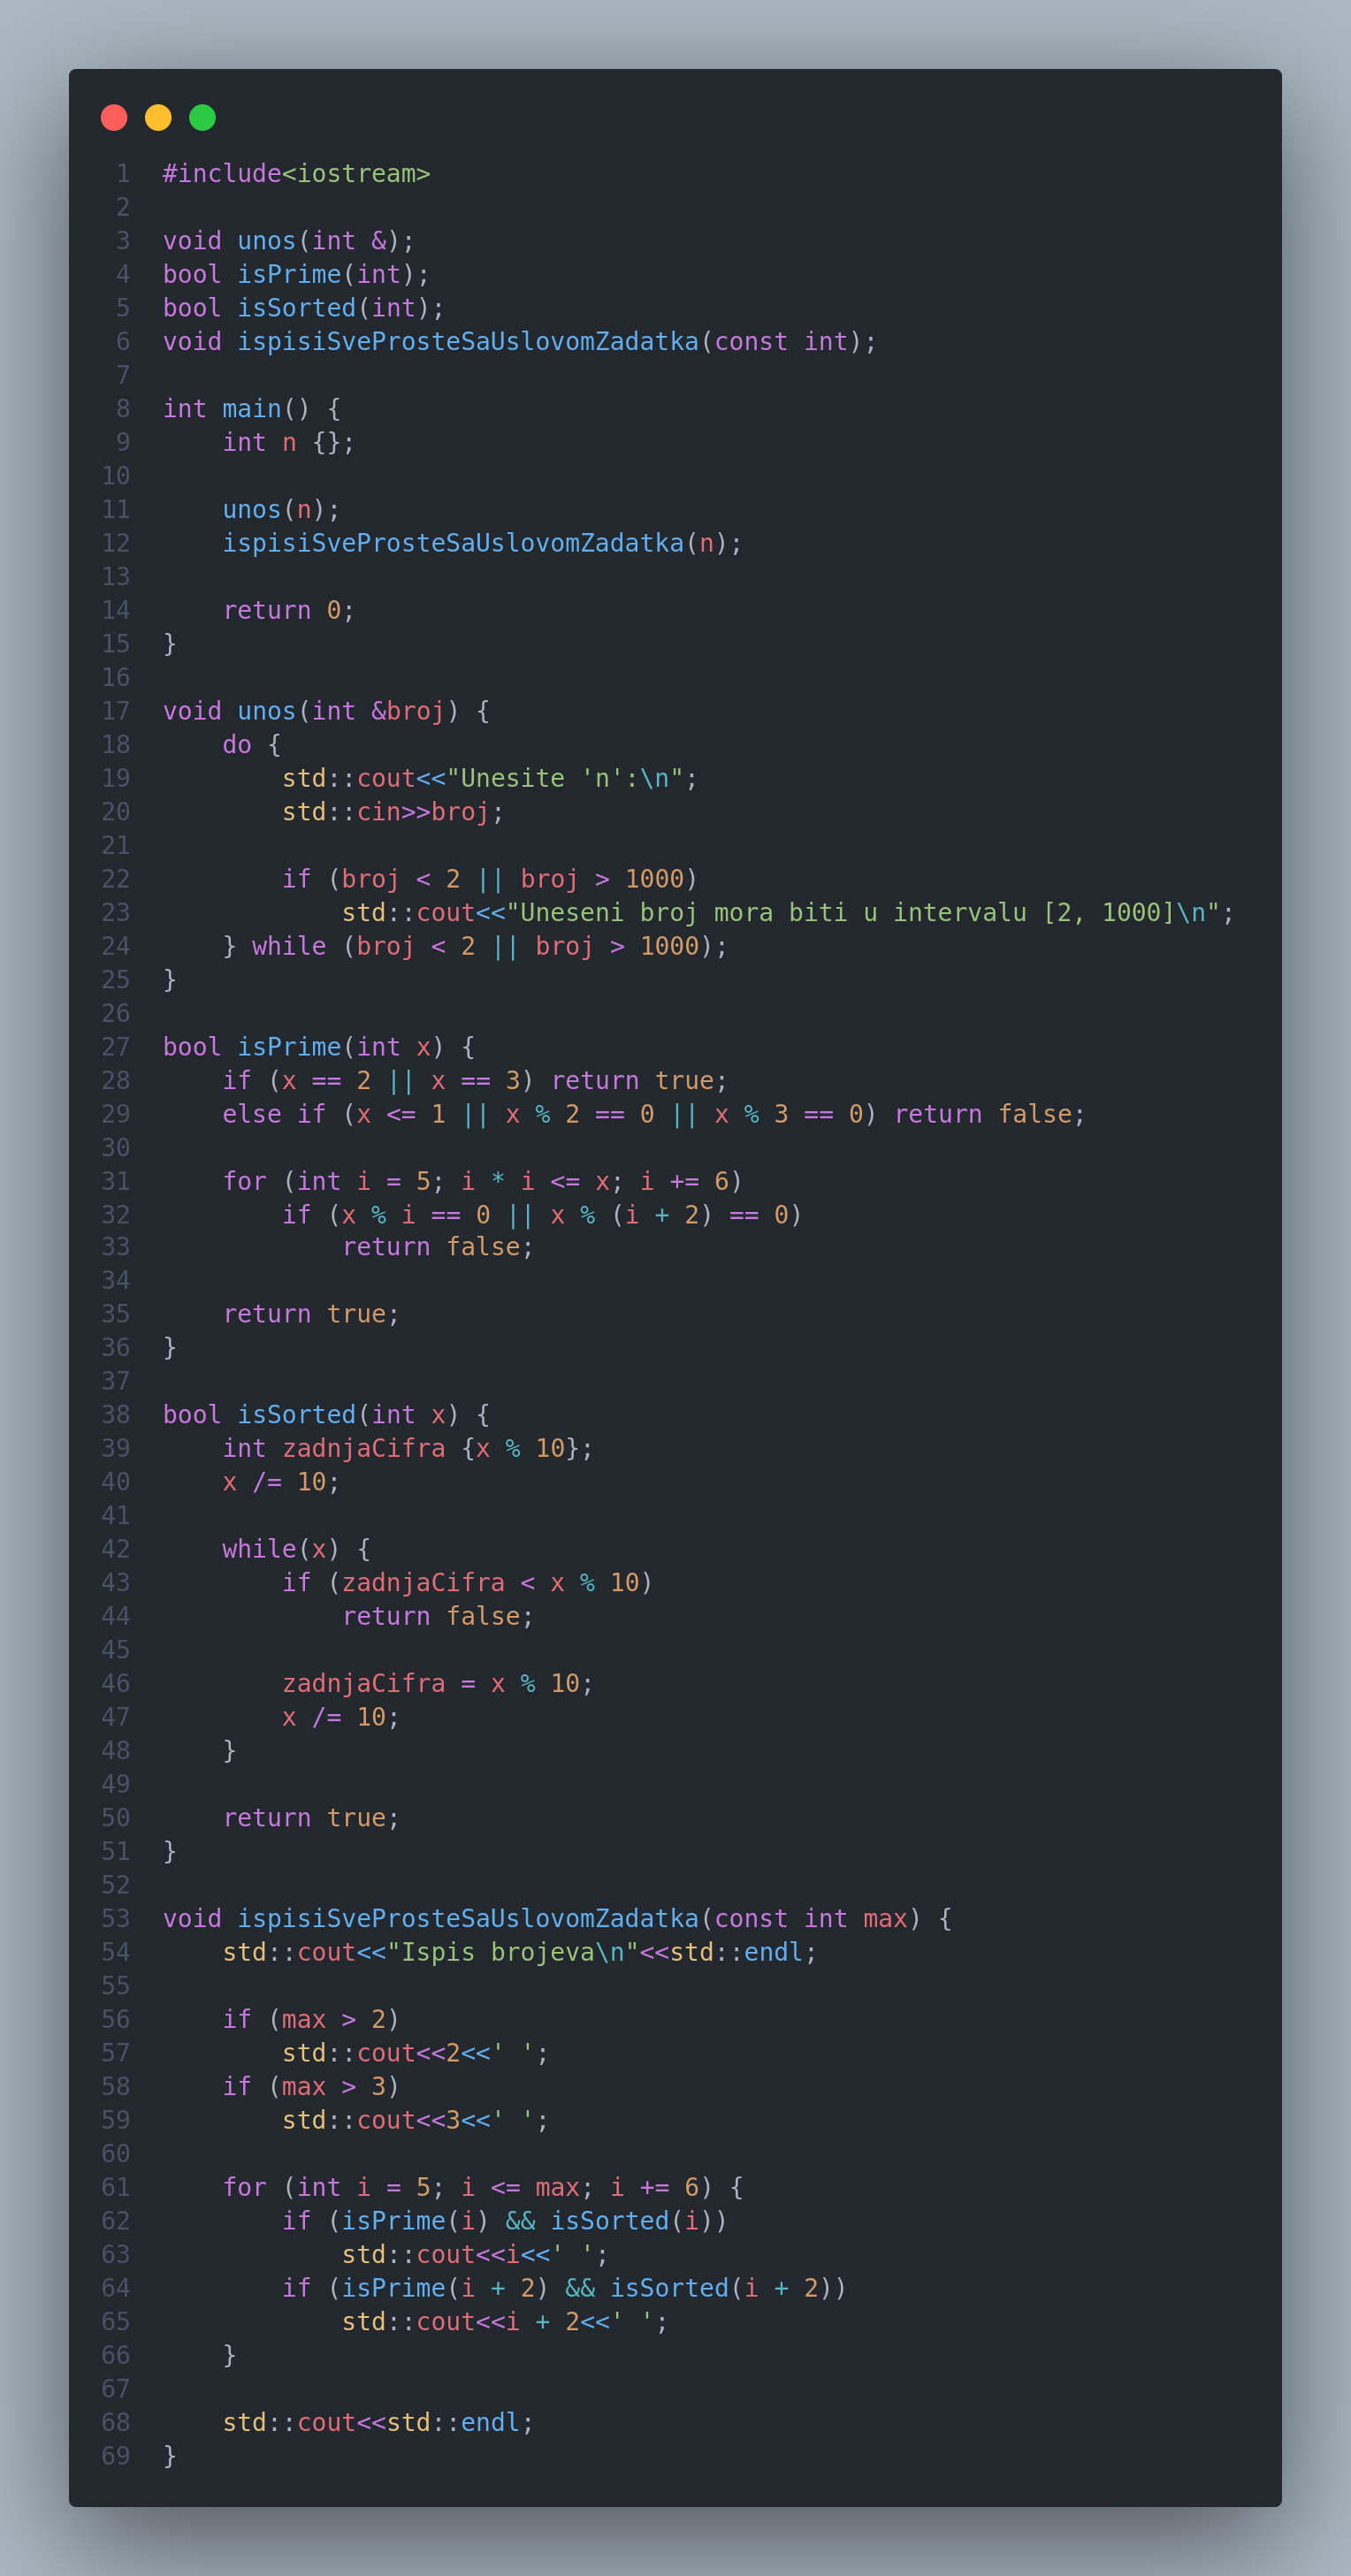 1 #include<iostream>
2
3 void unos(int &);
4 bool isPrime(int);
5 bool isSorted(int);
6 void ispisiSveProsteSaUslovomZadatka(const int);
7
8 int main() {
9     int n {};
10
11     unos(n);
12     ispisiSveProsteSaUslovomZadatka(n);
13
14     return 0;
15 }
16
17 void unos(int &broj) {
18     do {
19         std::cout<<"Unesite 'n':\n";
20         std::cin>>broj;
21
22         if (broj < 2 || broj > 1000)
23             std::cout<<"Uneseni broj mora biti u intervalu [2, 1000]\n";
24     } while (broj < 2 || broj > 1000);
25 }
26
27 bool isPrime(int x) {
28     if (x == 2 || x == 3) return true;
29     else if (x <= 1 || x % 2 == 0 || x % 3 == 0) return false;
30
31     for (int i = 5; i * i <= x; i += 6)
32         if (x % i == 0 || x % (i + 2) == 0)
33             return false;
34
35     return true;
36 }
37
38 bool isSorted(int x) {
39     int zadnjaCifra {x % 10};
40     x /= 10;
41
42     while(x) {
43         if (zadnjaCifra < x % 10)
44             return false;
45
46         zadnjaCifra = x % 10;
47         x /= 10;
48     }
49
50     return true;
51 }
52
53 void ispisiSveProsteSaUslovomZadatka(const int max) {
54     std::cout<<"Ispis brojeva\n"<<std::endl;
55
56     if (max > 2)
57         std::cout<<2<<' ';
58     if (max > 3)
59         std::cout<<3<<' ';
60
61     for (int i = 5; i <= max; i += 6) {
62         if (isPrime(i) && isSorted(i))
63             std::cout<<i<<' ';
64         if (isPrime(i + 2) && isSorted(i + 2))
65             std::cout<<i + 2<<' ';
66     }
67
68     std::cout<<std::endl;
69 }